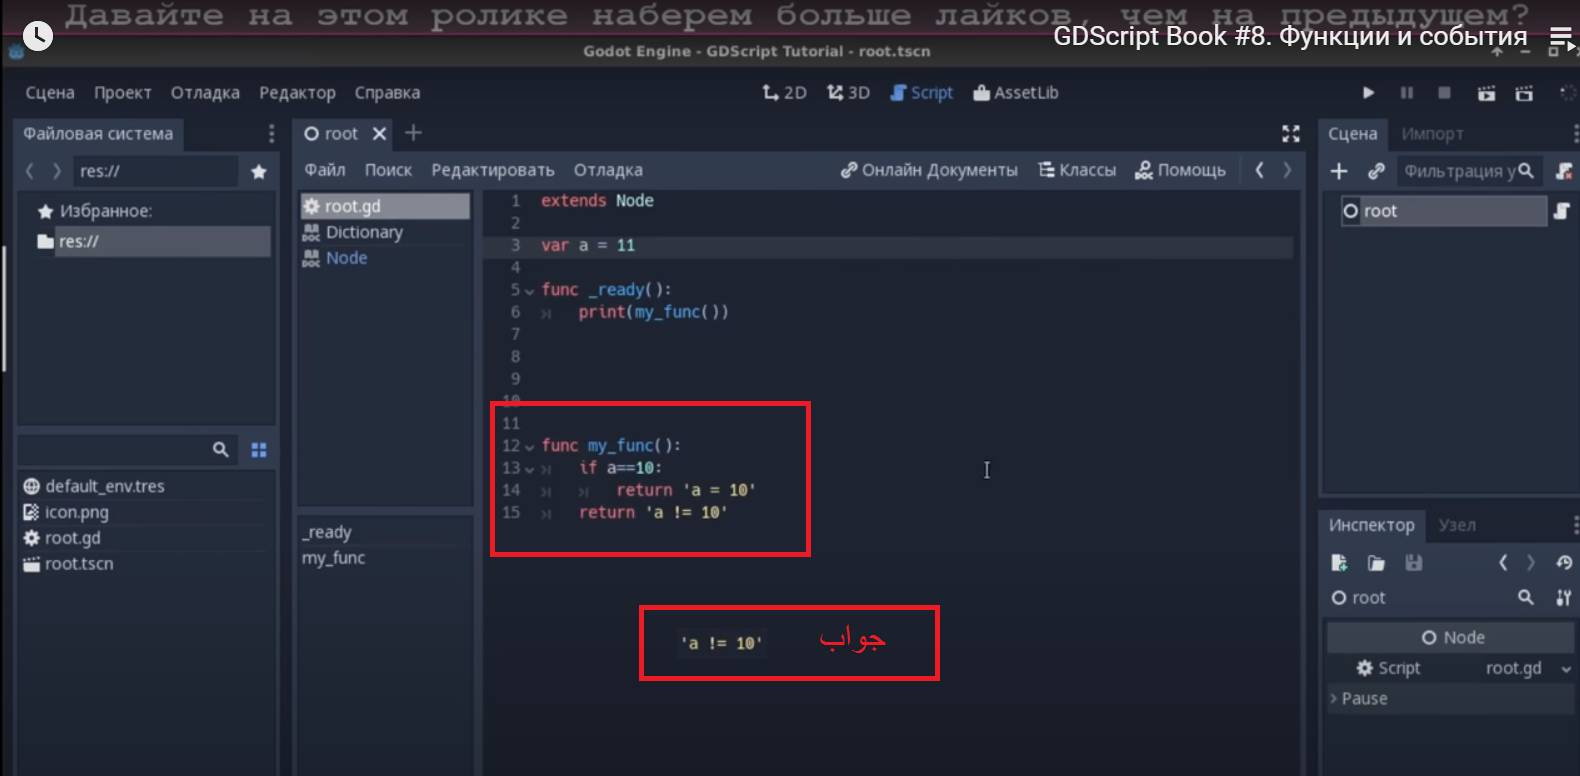 Давайте на этом ролике наберем больше лайков, чем на предыдущем?
GDScript Book #8. Функции и события
Godot Engine - GDScript Tutorial - root.tscn
Сцена Проект Отладка Редактор Справка
2D 3D Script AssetLib
Файловая система
res://
Избранное:
res://
default_env.tres
icon.png
root.gd
root.tscn
root
Файл Поиск Редактировать Отладка
Онлайн Документы Классы Помощь
root.gd
Dictionary
Node
_ready
my_func
1 extends Node
2
3 var a = 11
4
5 func _ready():
6 print(my_func())
7
8
9
10
11
12 func my_func():
13 if a==10:
14 return 'a = 10'
15 return 'a != 10'
'a != 10' جواب
Сцена Импорт
Фильтрация у
root
Инспектор Узел
root
Node
Script root.gd
Pause